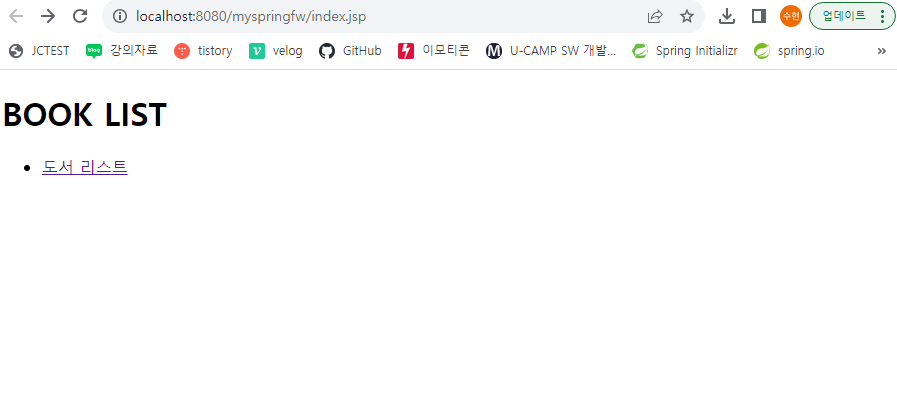 localhost:8080/myspringfw/index.jsp 수현 업데이트
JCTEST blog 강의자료 tistory velog GitHub 이모티콘 U-CAMP SW 개발... Spring Initializr spring.io »
BOOK LIST
• 도서 리스트